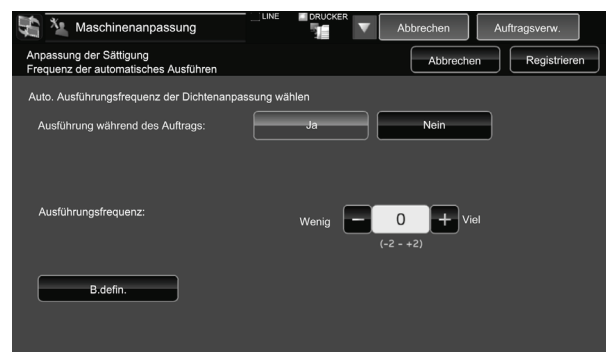 Maschinenanpassung LINE DRUCKER Abbrechen Auftragsverw.
Anpassung der Sättigung
Frequenz der automatisches Ausführen Abbrechen Registrieren
Auto. Ausführungsfrequenz der Dichtenanpassung wählen
Ausführung während des Auftrags: Ja Nein
Ausführungsfrequenz: Wenig − 0 + Viel
(-2 - +2)
B.defin.